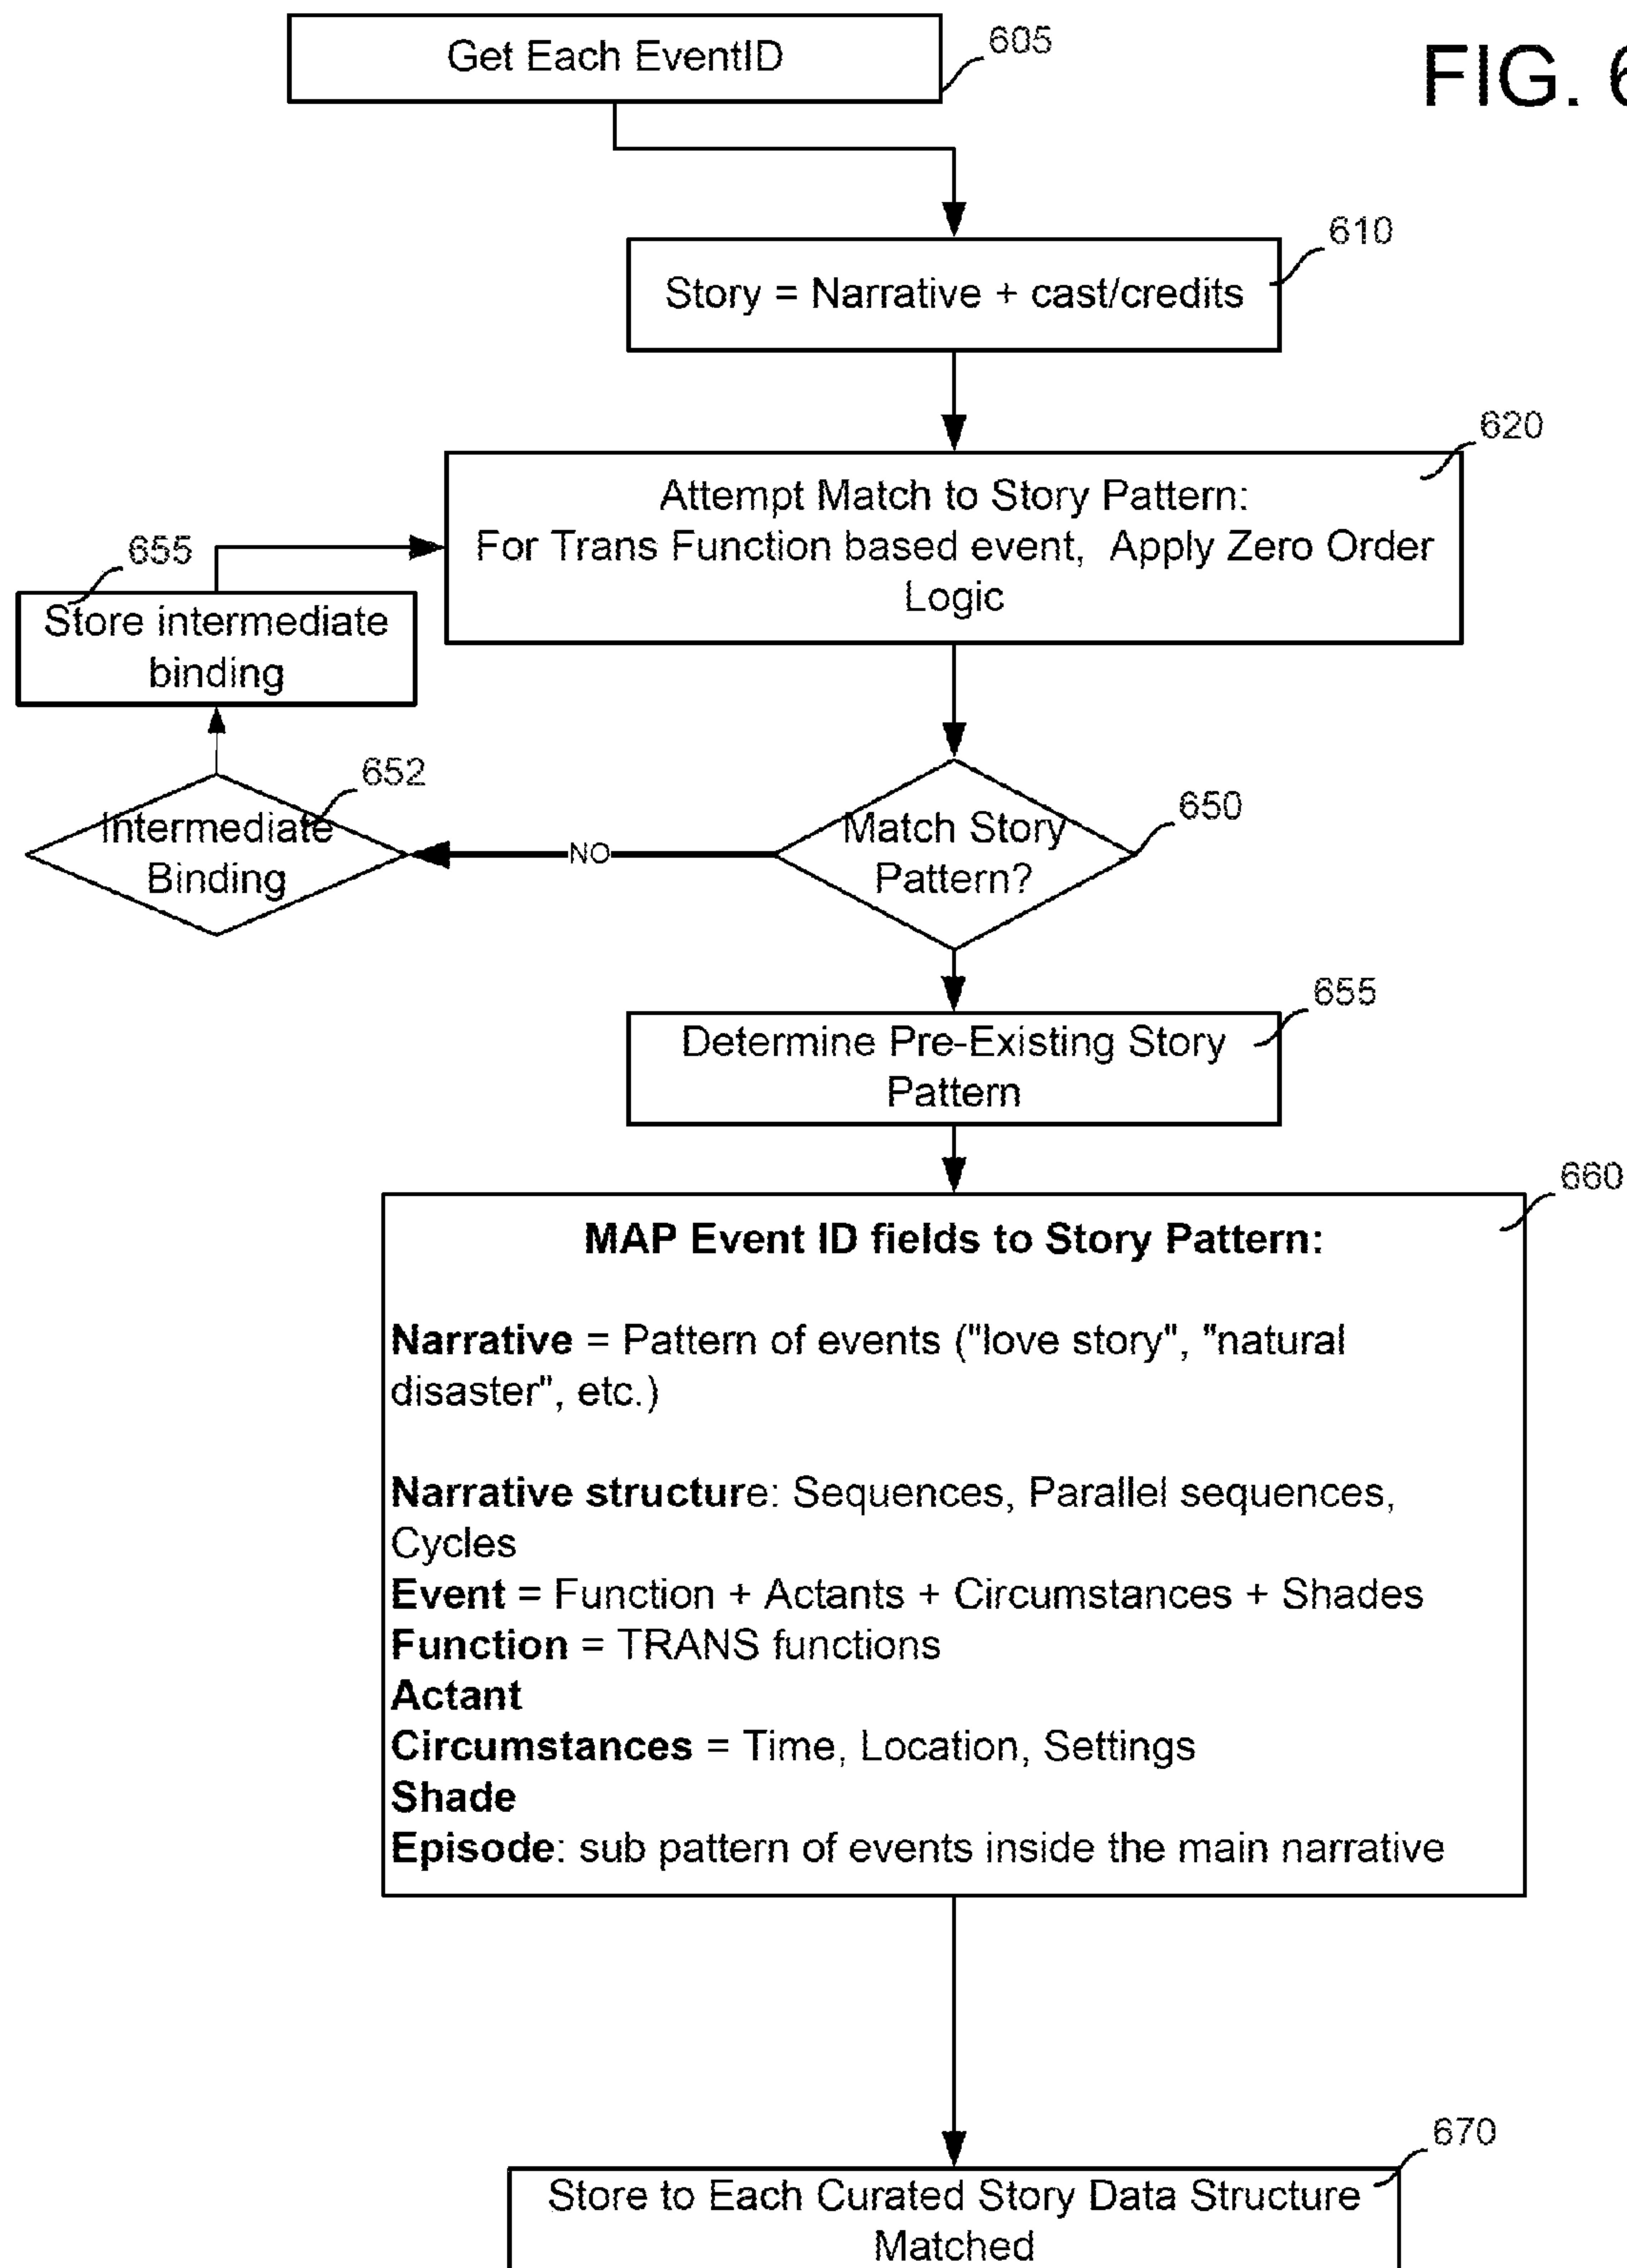 Get Each EventID
605
FIG. 6
610
Story = Narrative + cast/credits
620
Attempt Match to Story Pattern:
For Trans Function based event, Apply Zero Order
Logic
655
Store intermediate
binding
652
Intermediate
Binding
NO
650
Match Story
Pattern?
655
Determine Pre-Existing Story
Pattern
660
MAP Event ID fields to Story Pattern:
Narrative = Pattern of events ("love story", "natural
disaster", etc.)
Narrative structure: Sequences, Parallel sequences,
Cycles
Event = Function + Actants + Circumstances + Shades
Function = TRANS functions
Actant
Circumstances = Time, Location, Settings
Shade
Episode: sub pattern of events inside the main narrative
670
Store to Each Curated Story Data Structure
Matched